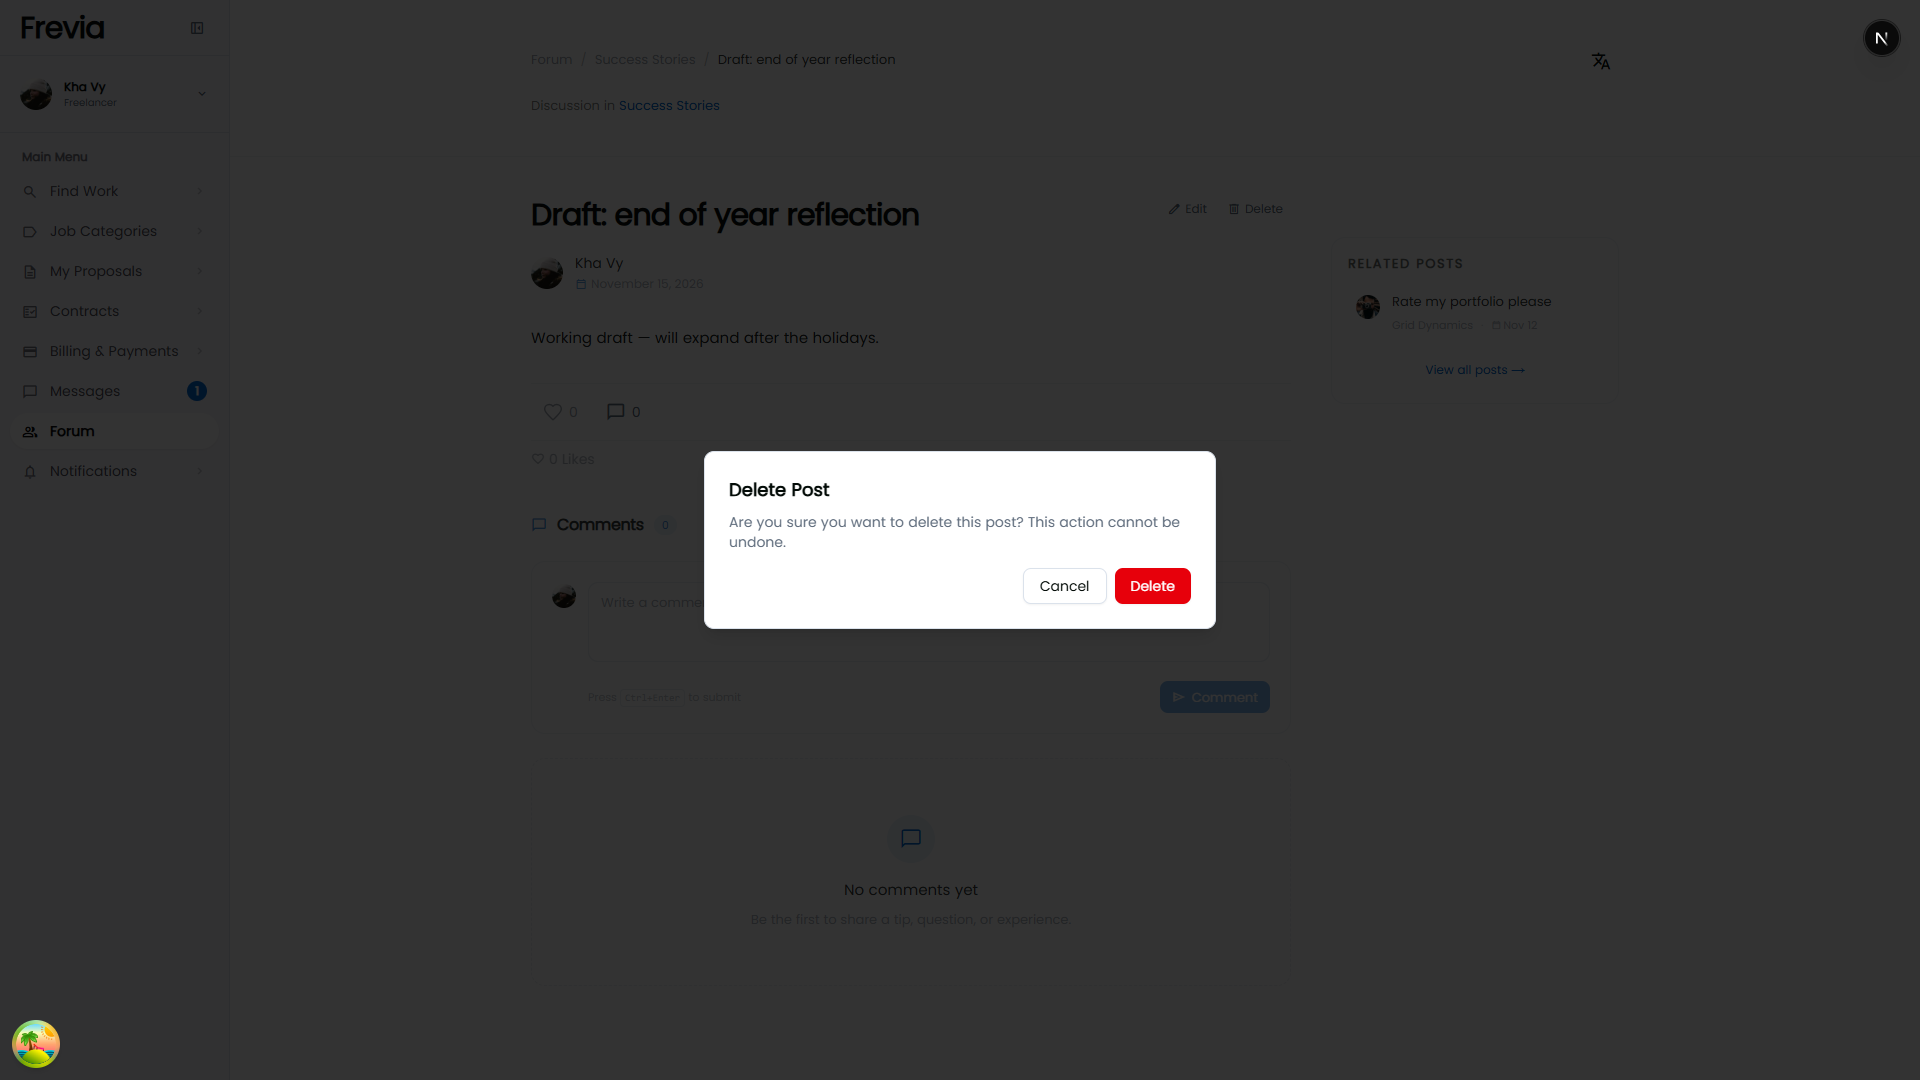 Frevia
Kha Vy
Freelancer
Main Menu
Find Work
Job Categories
My Proposals
Contracts
Billing & Payments
Messages
1
Forum
Notifications
Forum / Success Stories / Draft: end of year reflection
Discussion in Success Stories
Draft: end of year reflection
Edit
Delete
Kha Vy
November 15, 2026
Working draft — will expand after the holidays.
0
0
0 Likes
Comments 0
Write a comme
Press Ctrl+Enter to submit
Comment
No comments yet
Be the first to share a tip, question, or experience.
RELATED POSTS
Rate my portfolio please
Grid Dynamics
Nov 12
View all posts →
Delete Post
Are you sure you want to delete this post? This action cannot be
undone.
Cancel
Delete
N